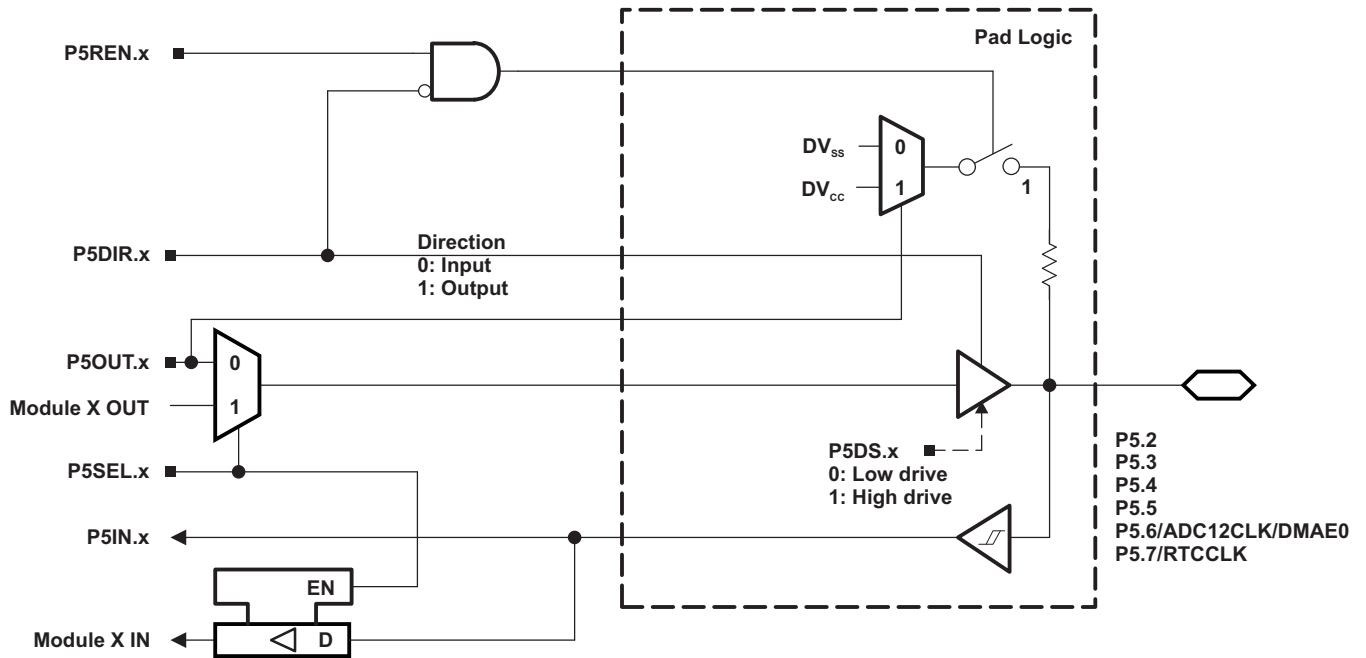 Pad Logic
P5REN.x
DVss
0
DVcc
1
1
P5DIR.x
Direction
0: Input
1: Output
P5OUT.x
0
Module X OUT
1
P5SEL.x
P5DS.x
0: Low drive
1: High drive
P5.2
P5.3
P5.4
P5.5
P5.6/ADC12CLK/DMAE0
P5.7/RTCCLK
P5IN.x
EN
Module X IN
D